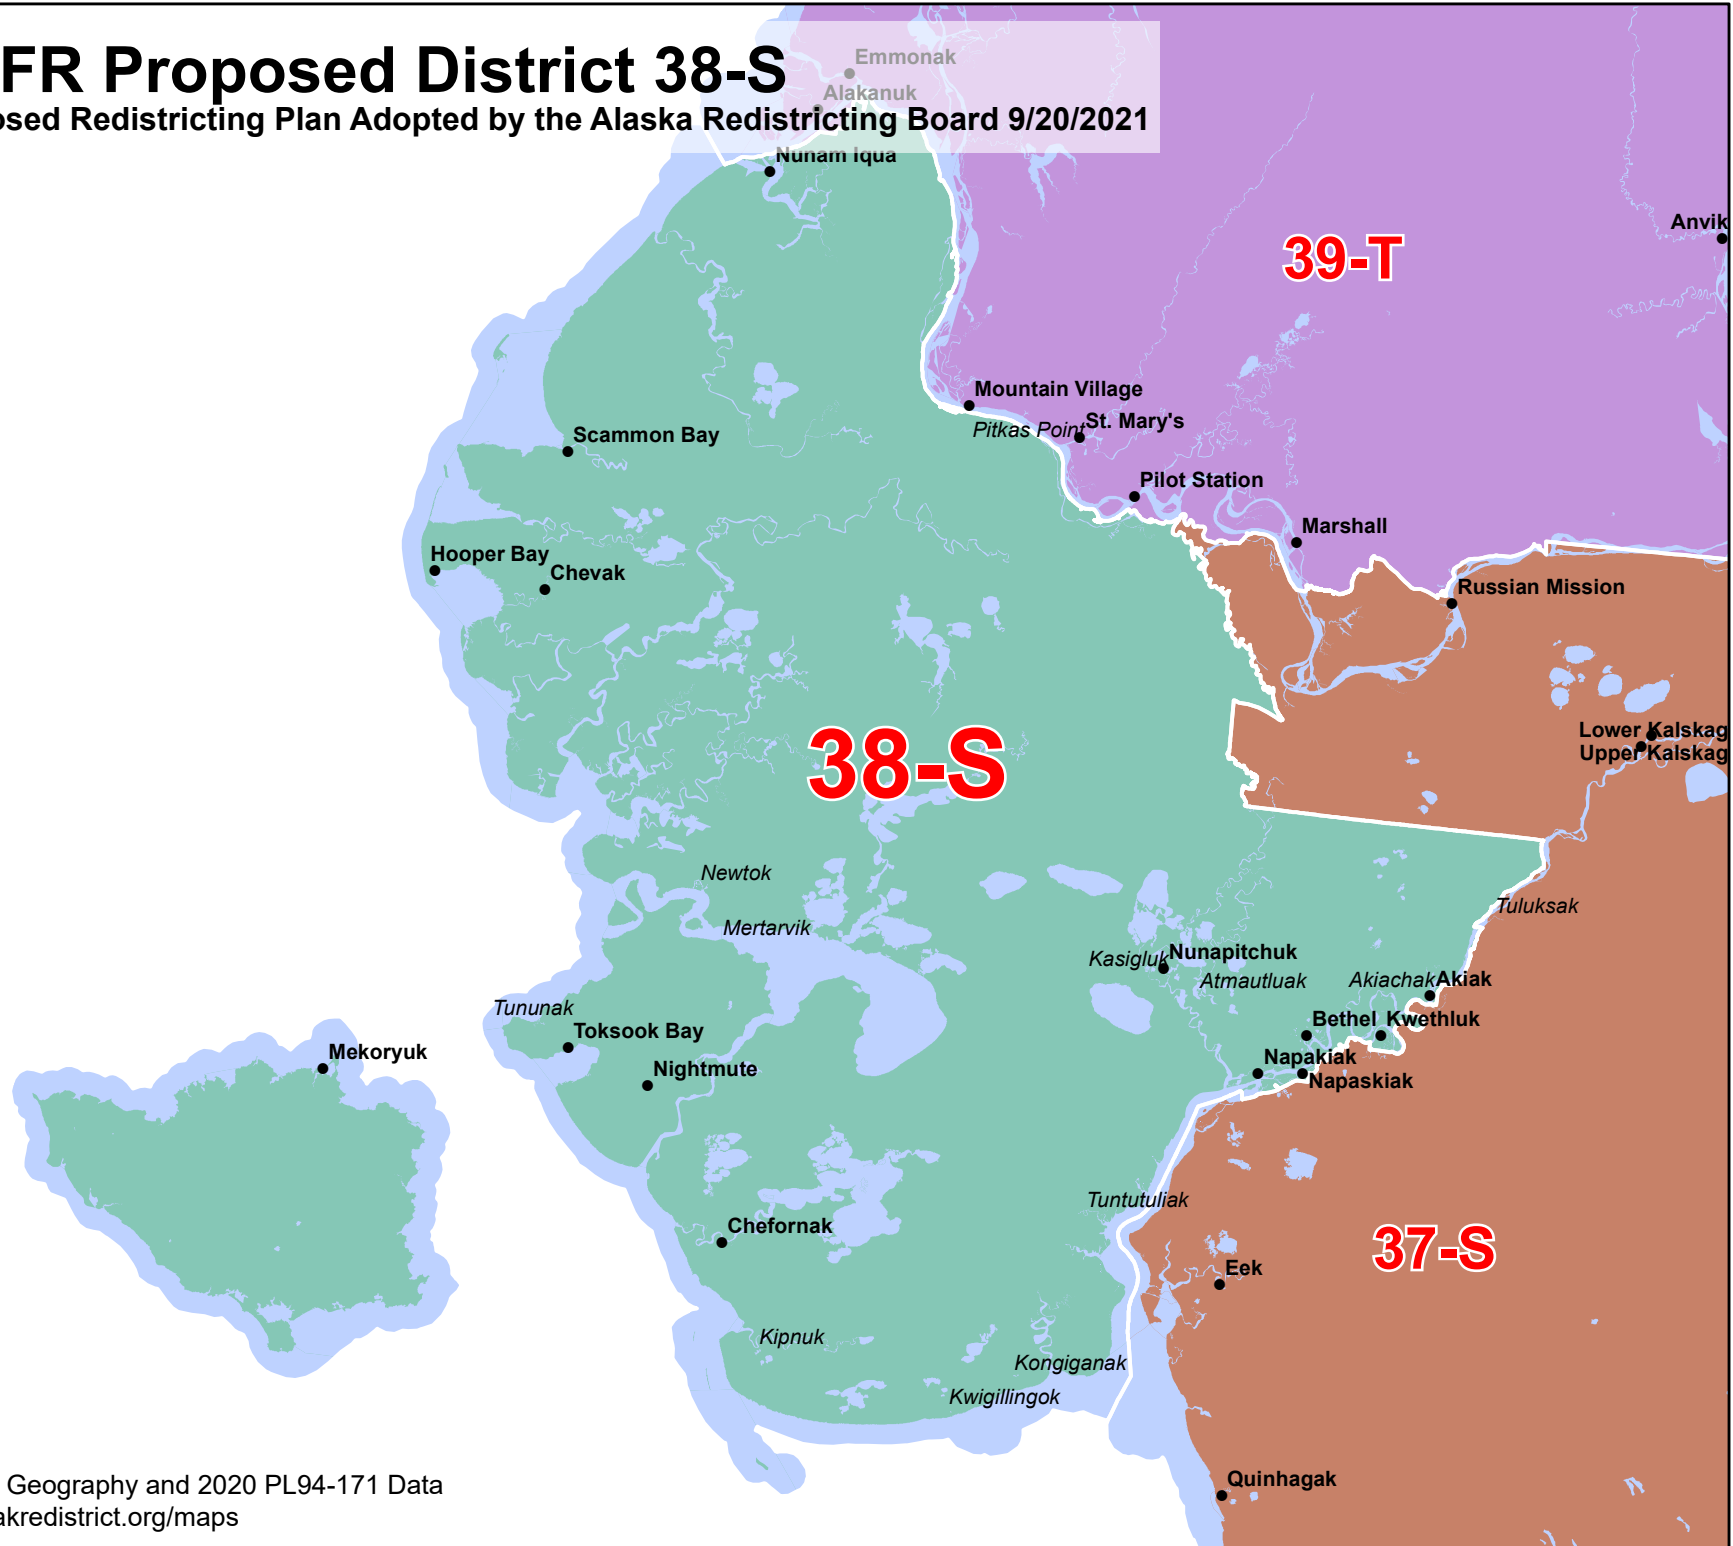 FR Proposed District 38-S
osed Redistricting Plan Adopted by the Alaska Redistricting Board 9/20/2021
Emmonak
Alakanuk
Nunam Iqua
Anvik
39-T
Mountain Village
Pitkas Point
St. Mary's
Scammon Bay
Pilot Station
Marshall
Hooper Bay
Chevak
Russian Mission
Lower Kalskag
Upper Kalskag
38-S
Newtok
Mertarvik
Tuluksak
Kasigluk
Nunapitchuk
Atmautluak
Akiachak
Akiak
Tununak
Toksook Bay
Bethel
Kwethluk
Mekoryuk
Nightmute
Napakiak
Napaskiak
Tuntutuliak
Chefornak
37-S
Eek
Kipnuk
Kongiganak
Kwigillingok
Quinhagak
Geography and 2020 PL94-171 Data
akredistrict.org/maps